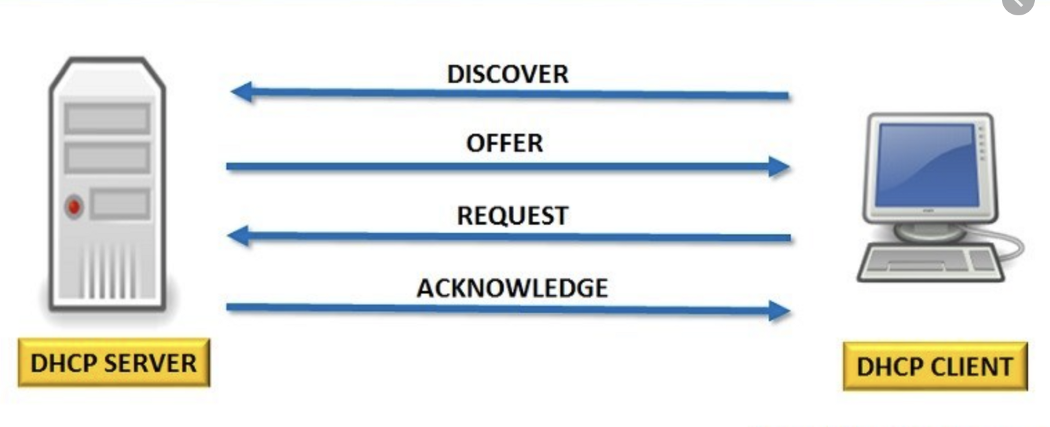 DISCOVER
OFFER
REQUEST
ACKNOWLEDGE
DHCP SERVER
DHCP CLIENT